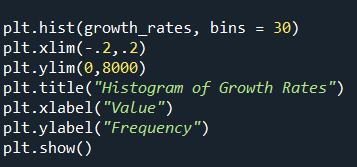 plt.hist(growth_rates, bins = 30)
plt.xlim(-.2,.2)
plt.ylim(0,8000)
plt.title("Histogram of Growth Rates")
plt.xlabel("Value")
plt.ylabel("Frequency")
plt.show()